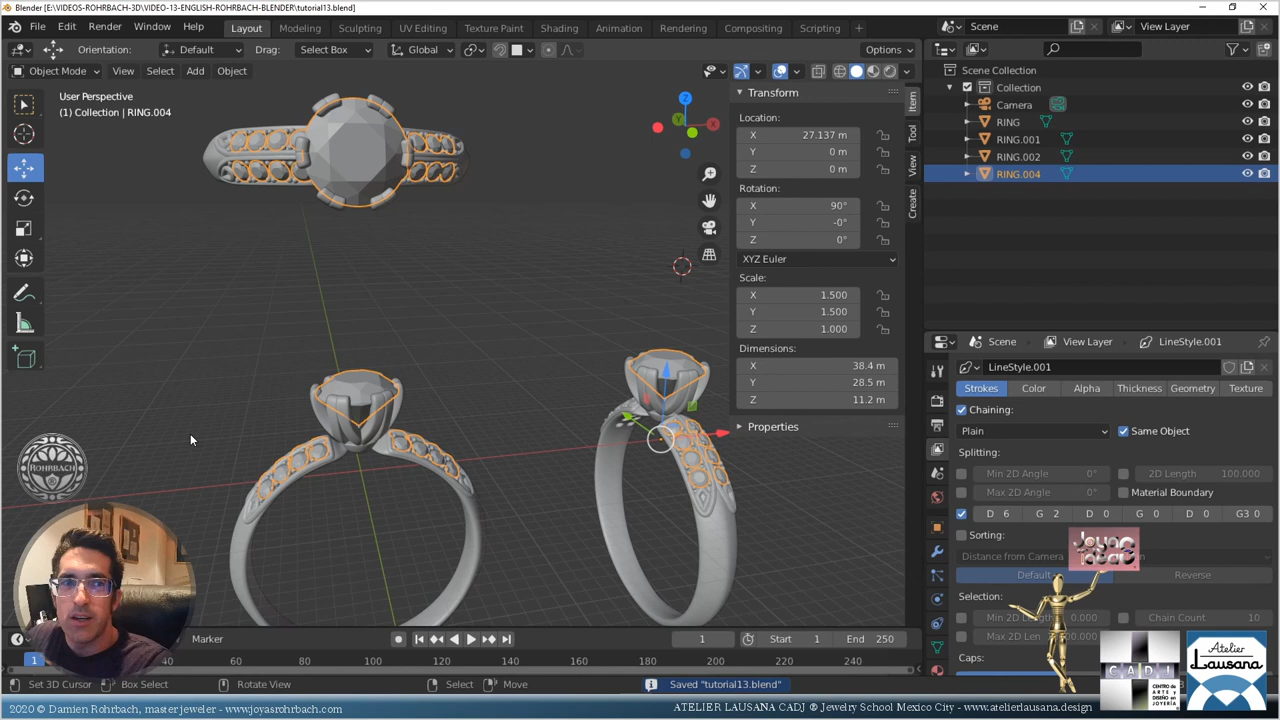 Blender [E:\VIDEOS-ROHRBACH-3D\VIDEO-13-ENGLISH-ROHRBACH-BLENDER\tutorial13.blend]
File Edit Render Window Help Layout Modeling Sculpting UV Editing Texture Paint Shading Animation Rendering Compositing Scripting + Scene View Layer
Orientation: Default Drag: Select Box Global Options
Object Mode View Select Add Object
User Perspective
(1) Collection | RING.004
Z
X
Y
Transform
Location:
X 27.137 m
Y 0 m
Z 0 m
Rotation:
X 90°
Y -0°
Z 0°
XYZ Euler
Scale:
X 1.500
Y 1.500
Z 1.000
Dimensions:
X 38.4 m
Y 28.5 m
Z 11.2 m
Properties
Item
Tool
View
Create
Scene Collection
Collection
Camera
RING
RING.001
RING.002
RING.004
Scene View Layer LineStyle.001
LineStyle.001
Strokes Color Alpha Thickness Geometry Texture
Chaining:
Plain Same Object
Splitting:
Min 2D Angle 0° 2D Length 100.000
Max 2D Angle 0° Material Boundary
D 6 G 2 D 0 G 0 D 0 G3 0
Sorting:
Distance from Camera
Default Reverse
Selection:
Min 2D Length 0.000 Chain Count 10
Caps:
ROHRBACH
Marker
1 Start 1 End 250
1 40 60 80 100 120 140 160 180 200 220 240
Set 3D Cursor Box Select Rotate View Select Move Saved "tutorial13.blend"
CADJ
CENTRO DE
ARTE Y
DISEÑO EN
JOYERÍA
Atelier
Lausana
2020 © Damien Rohrbach, master jeweler - www.joyasrohrbach.com
ATELIER LAUSANA CADJ ® Jewelry School Mexico City - www.atelierlausana.design